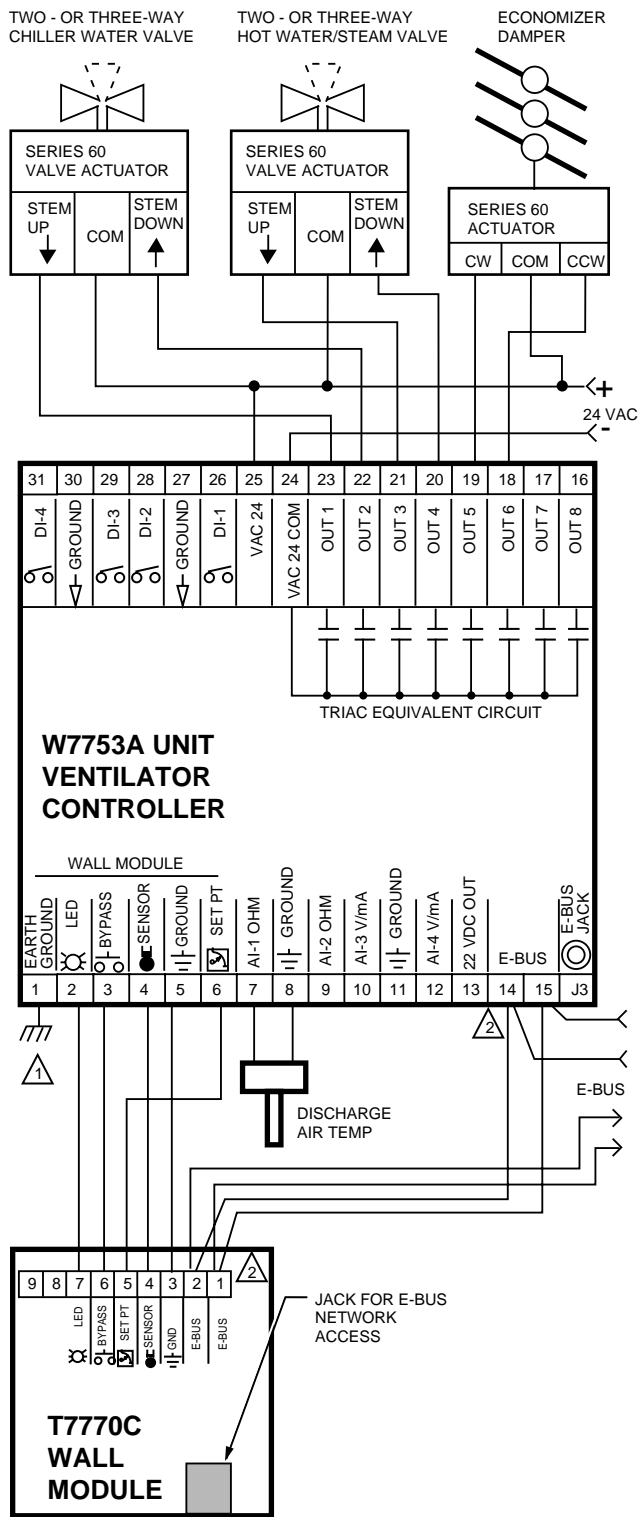 TWO - OR THREE-WAY
CHILLER WATER VALVE
TWO - OR THREE-WAY
HOT WATER/STEAM VALVE
ECONOMIZER
DAMPER
SERIES 60
VALVE ACTUATOR
STEM
UP
COM
STEM
DOWN
SERIES 60
VALVE ACTUATOR
STEM
UP
COM
STEM
DOWN
SERIES 60
ACTUATOR
CW
COM
CCW
+
24 VAC
-
31 30 29 28 27 26 25 24 23 22 21 20 19 18 17 16
DI-4
GROUND
DI-3
DI-2
GROUND
DI-1
VAC 24
VAC 24 COM
OUT 1
OUT 2
OUT 3
OUT 4
OUT 5
OUT 6
OUT 7
OUT 8
TRIAC EQUIVALENT CIRCUIT
W7753A UNIT
VENTILATOR
CONTROLLER
WALL MODULE
EARTH
GROUND
LED
BYPASS
SENSOR
GROUND
SET PT
AI-1 OHM
GROUND
AI-2 OHM
AI-3 V/mA
GROUND
AI-4 V/mA
22 VDC OUT
E-BUS
E-BUS
JACK
1 2 3 4 5 6 7 8 9 10 11 12 13 14 15 J3
1
2
DISCHARGE
AIR TEMP
E-BUS
9 8 7 6 5 4 3 2 1
2
LED
BYPASS
SET PT
SENSOR
GND
E-BUS
E-BUS
JACK FOR E-BUS
NETWORK
ACCESS
T7770C
WALL
MODULE